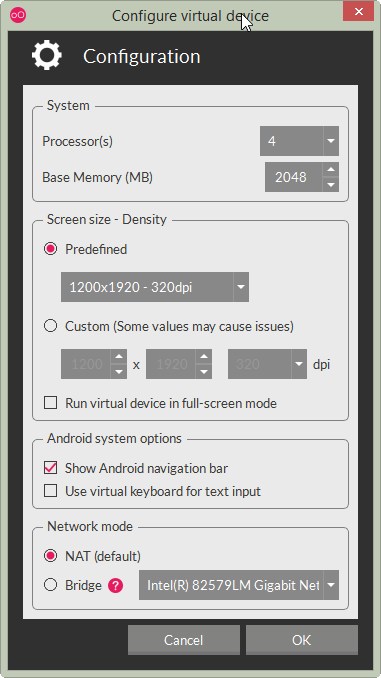 Configure virtual device
Configuration
System
Processor(s) 4
Base Memory (MB) 2048
Screen size - Density
Predefined
1200x1920 - 320dpi
Custom (Some values may cause issues)
1200 x 1920 320 dpi
Run virtual device in full-screen mode
Android system options
Show Android navigation bar
Use virtual keyboard for text input
Network mode
NAT (default)
Bridge ? Intel(R) 82579LM Gigabit Net
Cancel OK